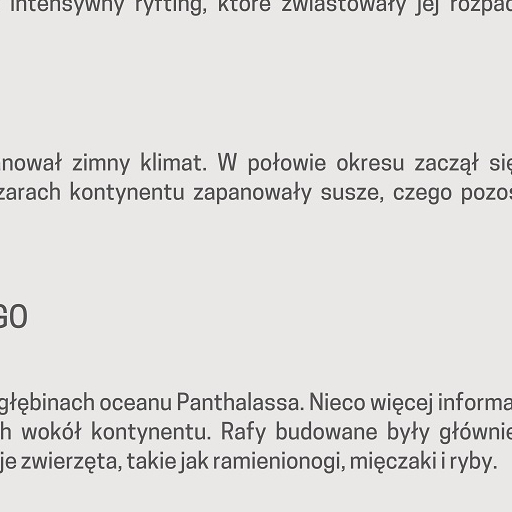 intensywny ryfting, które zwiastowały jej rozpad
nował zimny klimat. W połowie okresu zaczął się
zarach kontynentu zapanowały susze, czego pozos
GO
głębinach oceanu Panthalassa. Nieco więcej informa
h wokół kontynentu. Rafy budowane były głównie
je zwierzęta, takie jak ramienionogi, mięczaki i ryby.